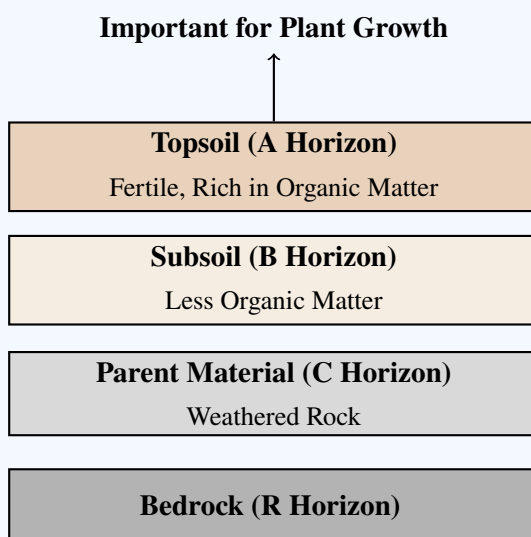 Important for Plant Growth
Topsoil (A Horizon)
Fertile, Rich in Organic Matter
Subsoil (B Horizon)
Less Organic Matter
Parent Material (C Horizon)
Weathered Rock
Bedrock (R Horizon)